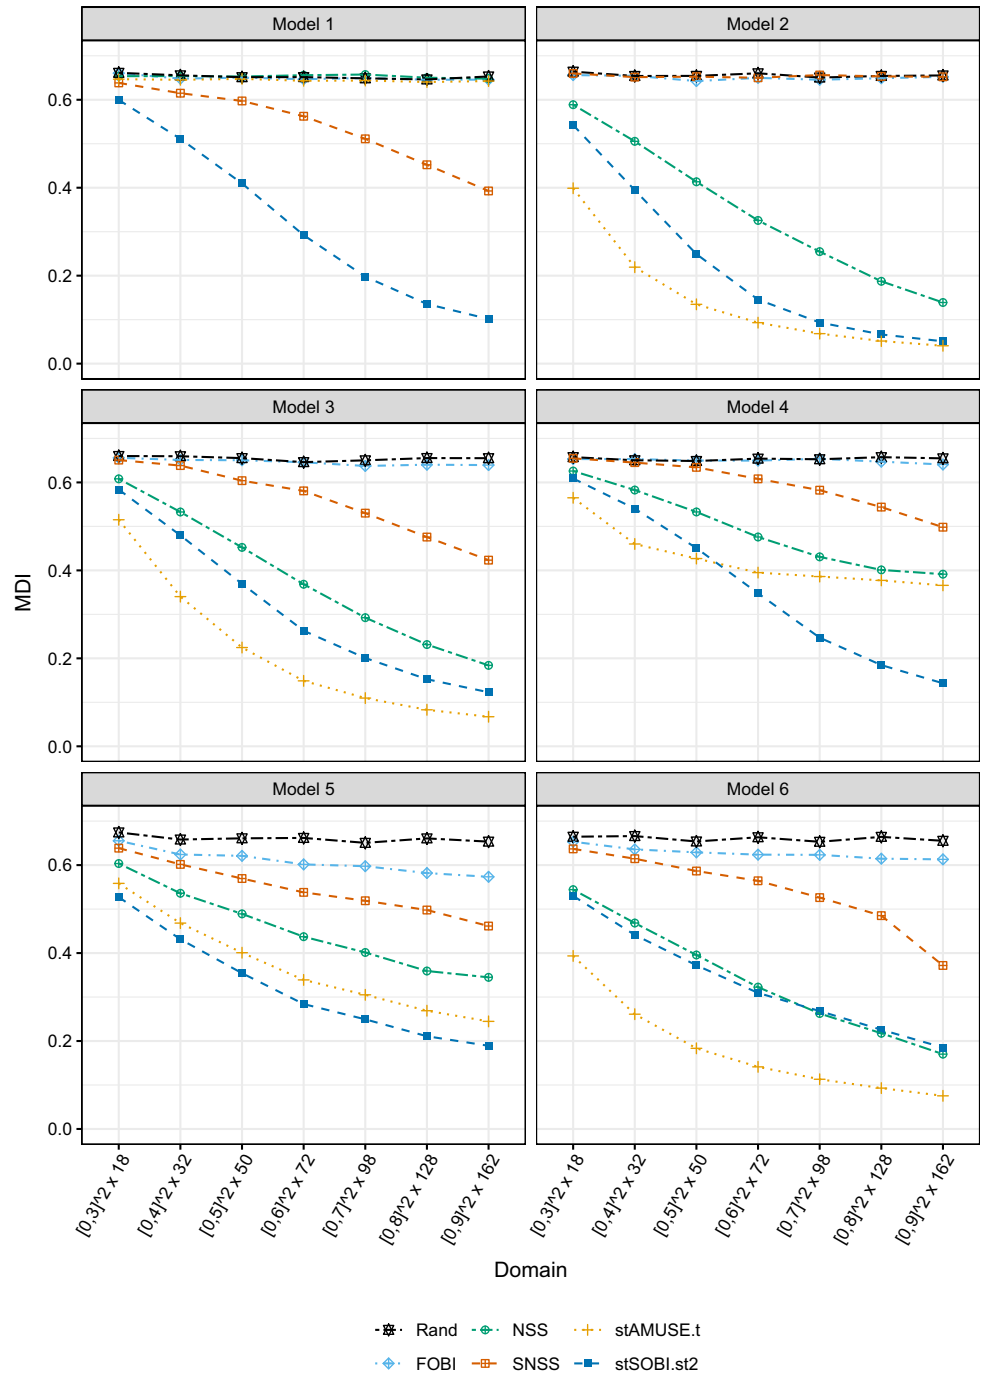 Model 1
Model 2
0.6
0.4
0.2
0.0
Model 3
Model 4
0.6
0.4
0.2
0.0
MDI
Model 5
Model 6
0.6
0.4
0.2
0.0
[0,3]^2 x 18
[0,4]^2 x 32
[0,5]^2 x 50
[0,6]^2 x 72
[0,7]^2 x 98
[0,8]^2 x 128
[0,9]^2 x 162
[0,3]^2 x 18
[0,4]^2 x 32
[0,5]^2 x 50
[0,6]^2 x 72
[0,7]^2 x 98
[0,8]^2 x 128
[0,9]^2 x 162
Domain
Rand NSS stAMUSE.t
FOBI SNSS stSOBI.st2